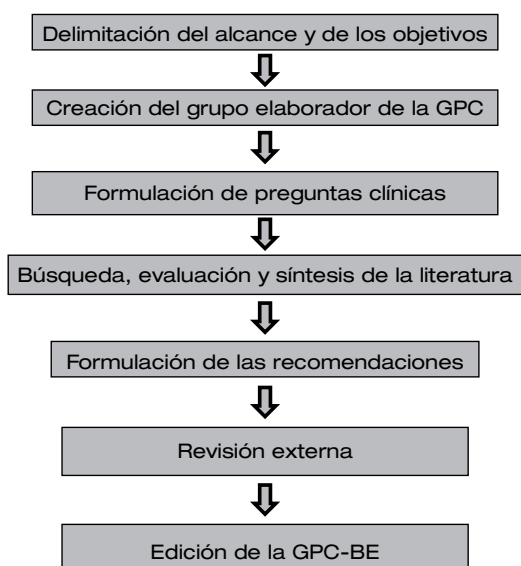 Delimitación del alcance y de los objetivos
Creación del grupo elaborador de la GPC
Formulación de preguntas clínicas
Búsqueda, evaluación y síntesis de la literatura
Formulación de las recomendaciones
Revisión externa
Edición de la GPC-BE